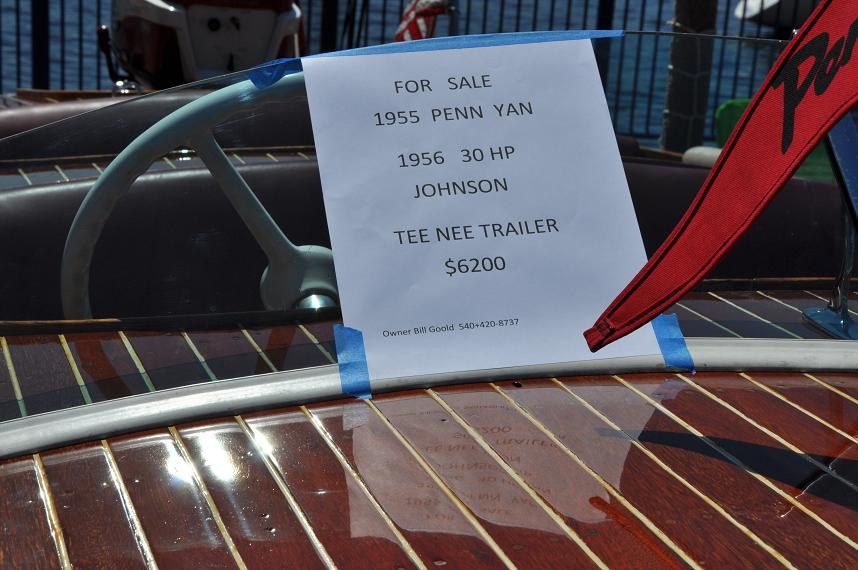 FOR SALE
1955 PENN YAN
1956 30 HP
JOHNSON
TEE NEE TRAILER
$6200
Owner Bill Goold 540+420-8737